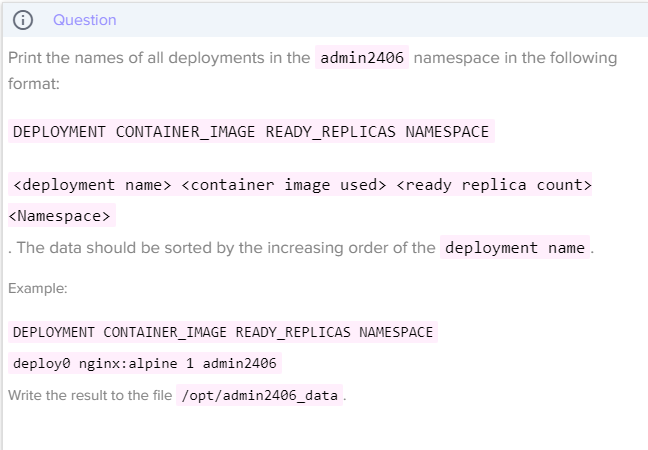 Question
Print the names of all deployments in the admin2406 namespace in the following
format:
DEPLOYMENT CONTAINER_IMAGE READY_REPLICAS NAMESPACE
<deployment name> <container image used> <ready replica count>
<Namespace>
. The data should be sorted by the increasing order of the deployment name.
Example:
DEPLOYMENT CONTAINER_IMAGE READY_REPLICAS NAMESPACE
deploy0 nginx:alpine 1 admin2406
Write the result to the file /opt/admin2406_data.